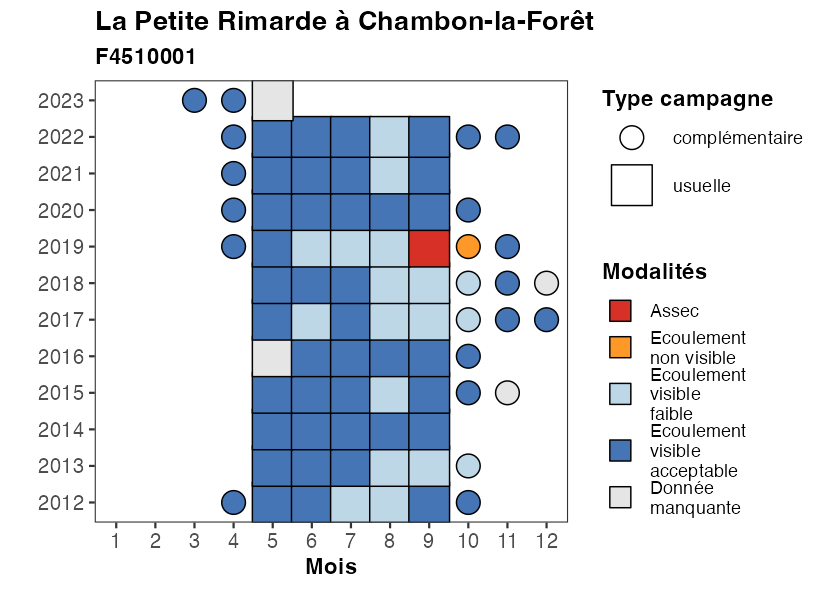 La Petite Rimarde à Chambon-la-Forêt
F4510001
2023
2022
2021
2020
2019
2018
2017
2016
2015
2014
2013
2012
1 2 3 4 5 6 7 8 9 10 11 12
Mois
Type campagne
complémentaire
usuelle
Modalités
Assec
Ecoulement
non visible
Ecoulement
visible
faible
Ecoulement
visible
acceptable
Donnée
manquante